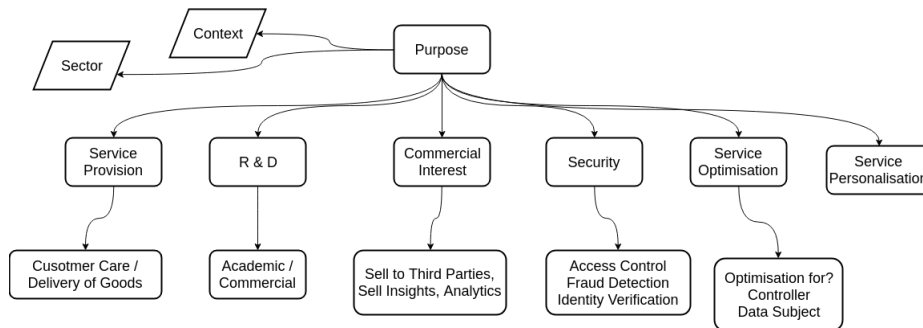 Context
Purpose
Sector
Service
Provision
R & D
Commercial
Interest
Security
Service
Optimisation
Service
Personalisation
Cusotmer Care /
Delivery of Goods
Academic /
Commercial
Sell to Third Parties,
Sell Insights, Analytics
Access Control
Fraud Detection
Identity Verification
Optimisation for?
Controller
Data Subject